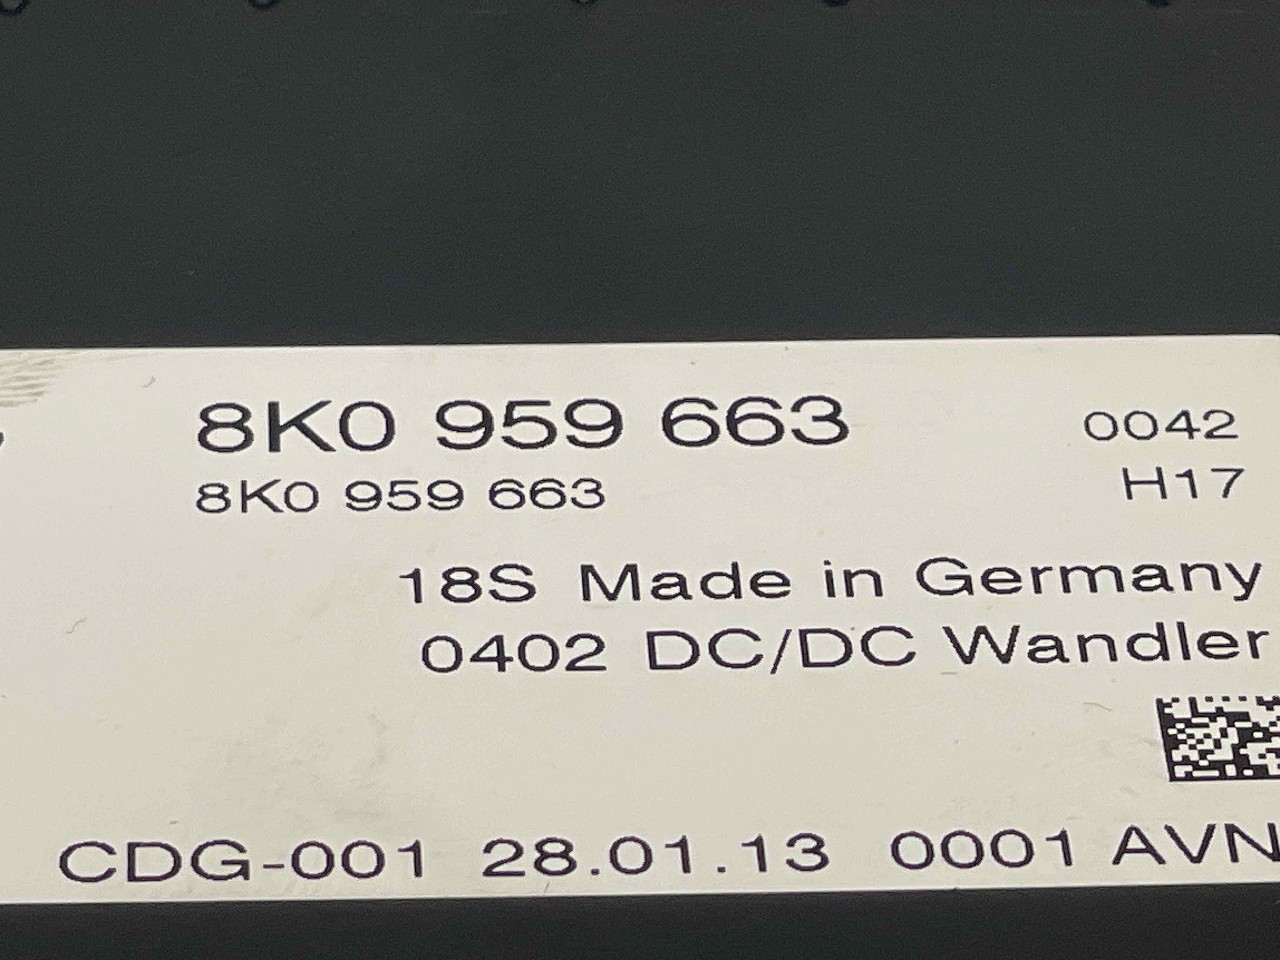 8K0 959 663 0042
8K0 959 663 H17
18S Made in Germany
0402 DC/DC Wandler
CDG-001 28.01.13 0001 AVN